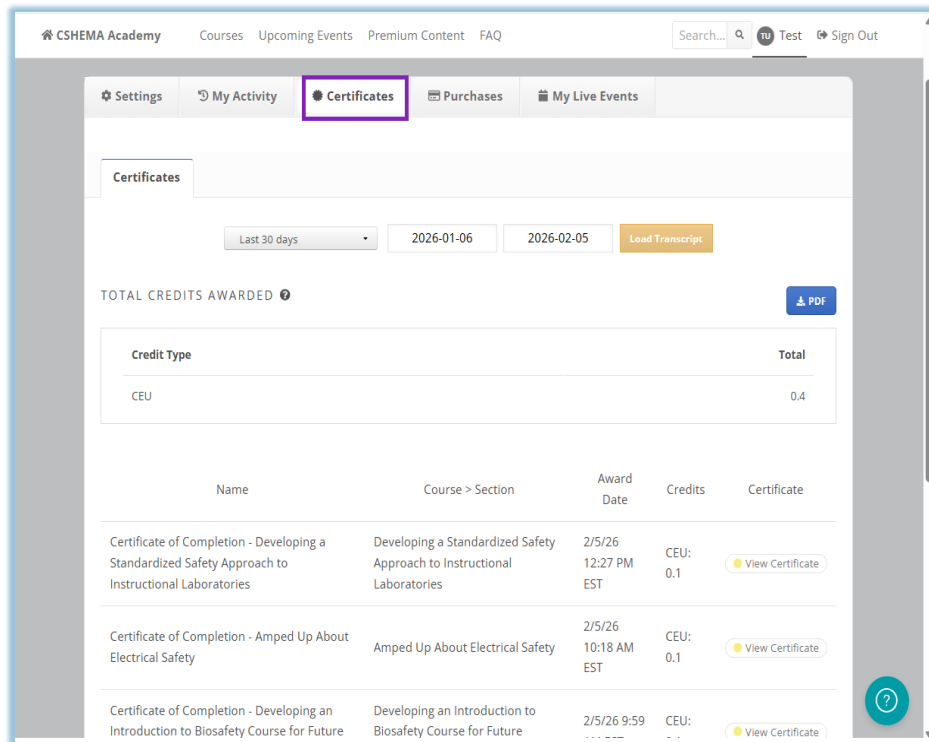 CSHEMA Academy Courses Upcoming Events Premium Content FAQ Search... TU Test Sign Out
Settings My Activity Certificates Purchases My Live Events
Certificates
Last 30 days 2026-01-06 2026-02-05 Load Transcript
TOTAL CREDITS AWARDED ?
PDF
Credit Type Total
CEU 0.4
Name Course > Section Award Date Credits Certificate
Certificate of Completion - Developing a Standardized Safety Approach to Instructional Laboratories
Developing a Standardized Safety Approach to Instructional Laboratories
2/5/26 12:27 PM EST
CEU: 0.1
View Certificate
Certificate of Completion - Amped Up About Electrical Safety
Amped Up About Electrical Safety
2/5/26 10:18 AM EST
CEU: 0.1
View Certificate
Certificate of Completion - Developing an Introduction to Biosafety Course for Future
Developing an Introduction to Biosafety Course for Future
2/5/26 9:59
CEU:
View Certificate
?